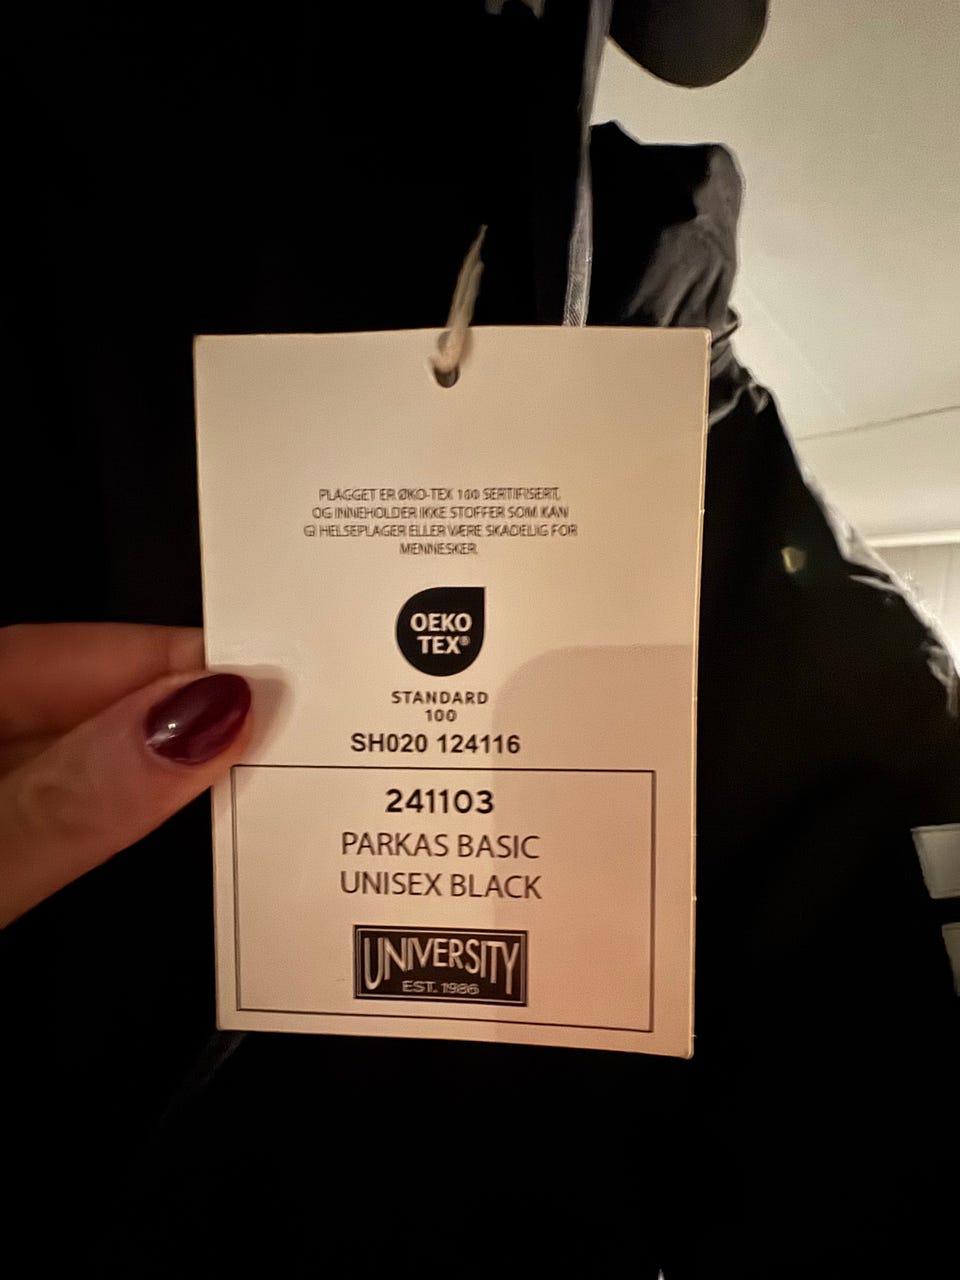 PLAGGET ER ØKO-TEX 100 SERTIFISERT,
OG INNEHOLDER IKKE STOFFER SOM KAN
GI HELSEPLAGER ELLER VÆRE SKADELIG FOR
MENNESKER.
OEKO
TEX®
STANDARD
100
SH020 124116
241103
PARKAS BASIC
UNISEX BLACK
UNIVERSITY
EST. 1986